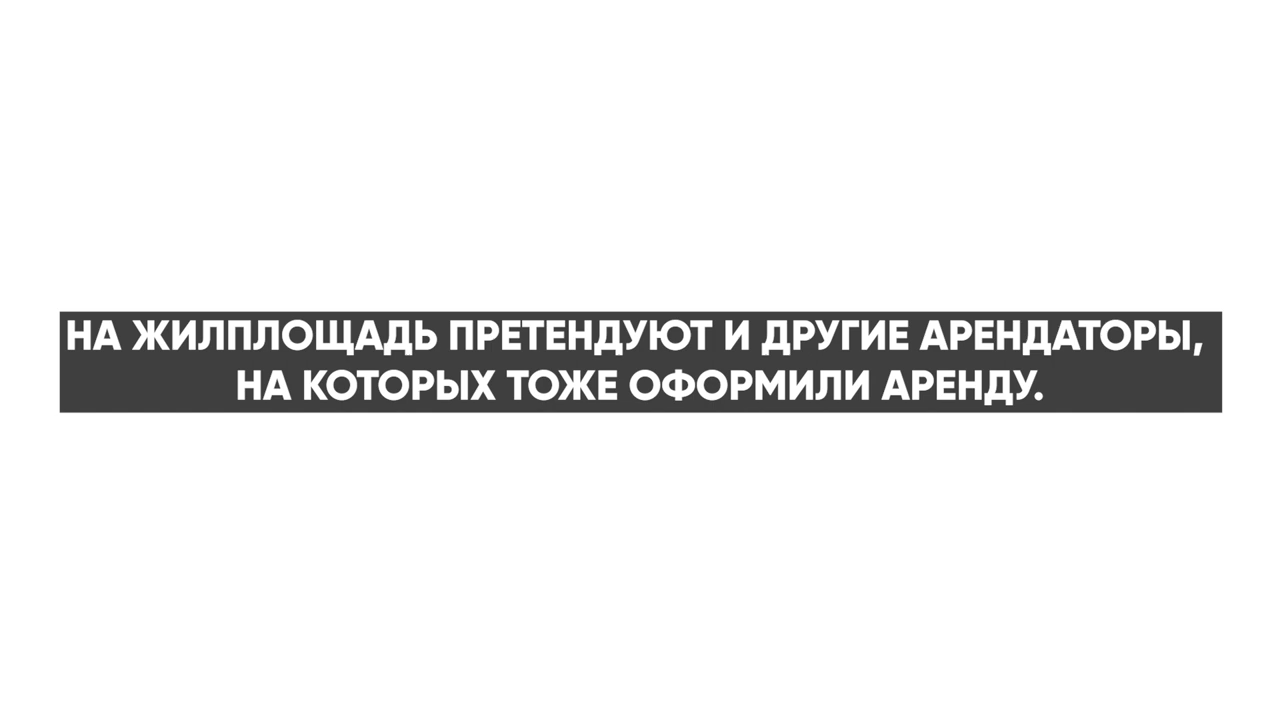 НА ЖИЛПЛОЩАДЬ ПРЕТЕНДУЮТ И ДРУГИЕ АРЕНДАТОРЫ,
НА КОТОРЫХ ТОЖЕ ОФОРМИЛИ АРЕНДУ.